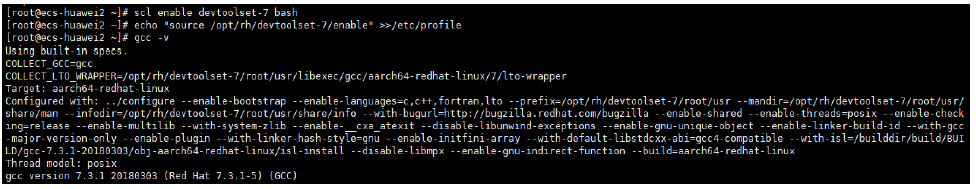 [root@ecs-huawei2 ~]# scl enable devtoolset-7 bash
[root@ecs-huawei2 ~]# echo "source /opt/rh/devtoolset-7/enable" >>/etc/profile
[root@ecs-huawei2 ~]# gcc -v
Using built-in specs.
COLLECT_GCC=gcc
COLLECT_LTO_WRAPPER=/opt/rh/devtoolset-7/root/usr/libexec/gcc/aarch64-redhat-linux/7/lto-wrapper
Target: aarch64-redhat-linux
Configured with: ../configure --enable-bootstrap --enable-languages=c,c++,fortran,lto --prefix=/opt/rh/devtoolset-7/root/usr --mandir=/opt/rh/devtoolset-7/root/usr/
share/man --infodir=/opt/rh/devtoolset-7/root/usr/share/info --with-bugurl=http://bugzilla.redhat.com/bugzilla --enable-shared --enable-threads=posix --enable-check
ing=release --enable-multilib --with-system-zlib --enable-__cxa_atexit --disable-libunwind-exceptions --enable-gnu-unique-object --enable-linker-build-id --with-gcc
-major-version-only --enable-plugin --with-linker-hash-style=gnu --enable-initfini-array --with-default-libstdcxx-abi=gcc4-compatible --with-isl=/builddir/build/BUI
LD/gcc-7.3.1-20180303/obj-aarch64-redhat-linux/isl-install --disable-libmpx --enable-gnu-indirect-function --build=aarch64-redhat-linux
Thread model: posix
gcc version 7.3.1 20180303 (Red Hat 7.3.1-5) (GCC)